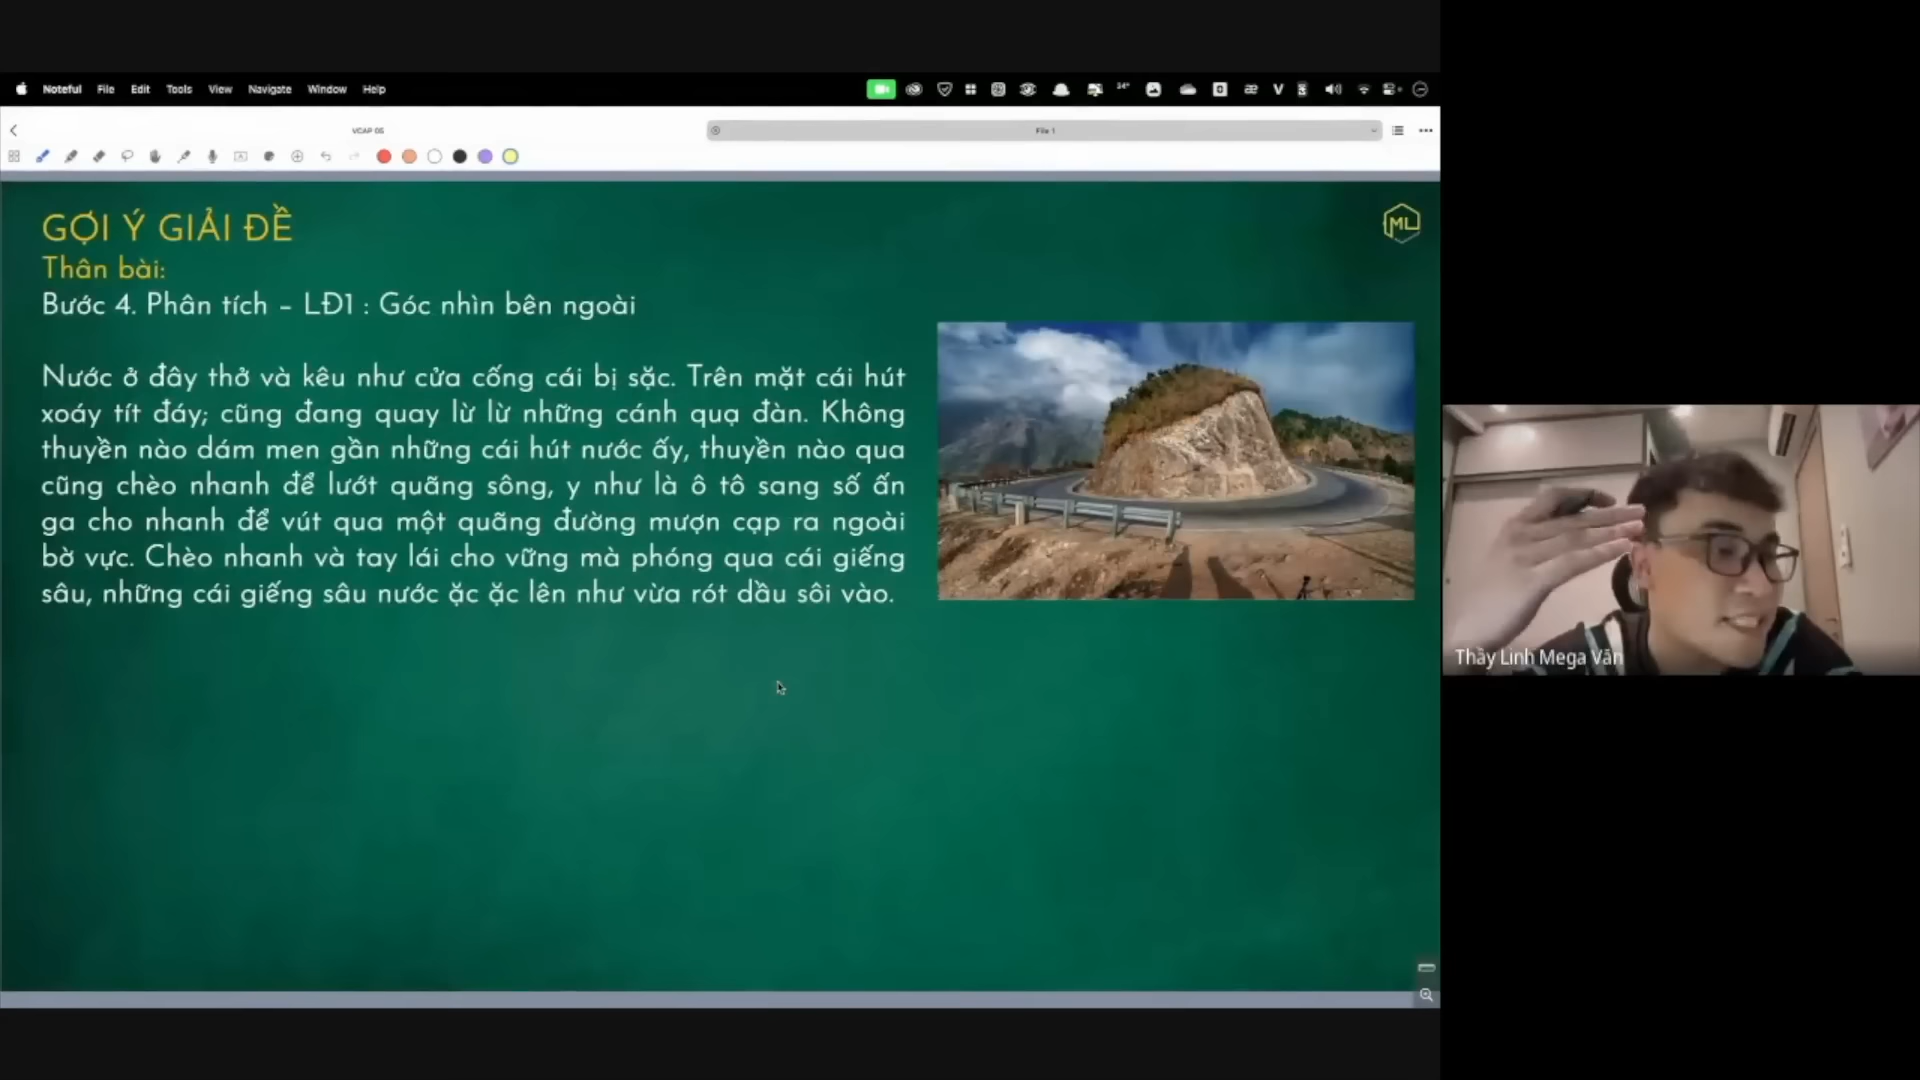 Noteful File Edit Tools View Navigate Window Help
34°
VCAP 05
File 1
GỢI Ý GIẢI ĐỀ
ML
Thân bài:
Bước 4. Phân tích – LĐ1 : Góc nhìn bên ngoài
Nước ở đây thở và kêu như cửa cống cái bị sặc. Trên mặt cái hút
xoáy tít đáy; cũng đang quay lừ lừ những cánh quạ đàn. Không
thuyền nào dám men gần những cái hút nước ấy, thuyền nào qua
cũng chèo nhanh để lướt quãng sông, y như là ô tô sang số ấn
ga cho nhanh để vút qua một quãng đường mượn cạp ra ngoài
bờ vực. Chèo nhanh và tay lái cho vững mà phóng qua cái giếng
sâu, những cái giếng sâu nước ặc ặc lên như vừa rót dầu sôi vào.
Thầy Linh Mega Văn